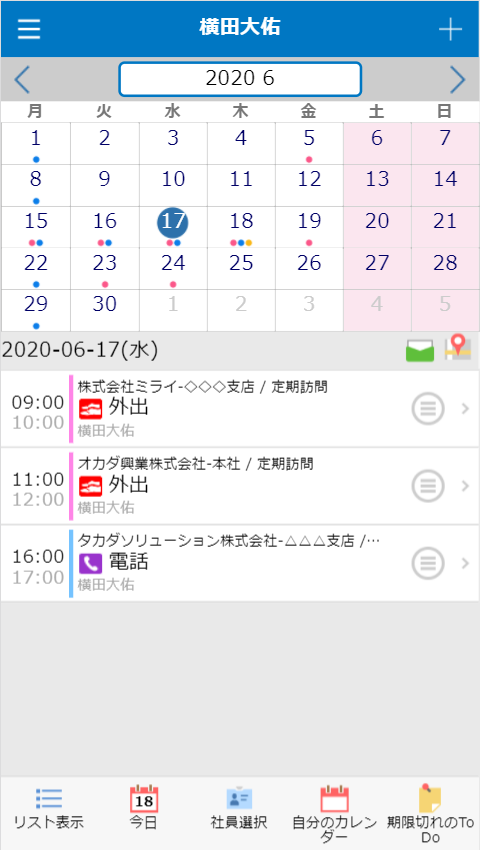 横田大佑
2020 6
月 火 水 木 金 土 日
1 2 3 4 5 6 7
8 9 10 11 12 13 14
15 16 17 18 19 20 21
22 23 24 25 26 27 28
29 30 1 2 3 4 5
2020-06-17(水)
株式会社ミライ-◇◇◇支店 / 定期訪問
09:00 外出
10:00 横田大佑
オカダ興業株式会社-本社 / 定期訪問
11:00 外出
12:00 横田大佑
タカダソリューション株式会社-△△△支店 /…
16:00 電話
17:00 横田大佑
18
リスト表示 今日 社員選択 自分のカレン 期限切れのTo
ダー Do